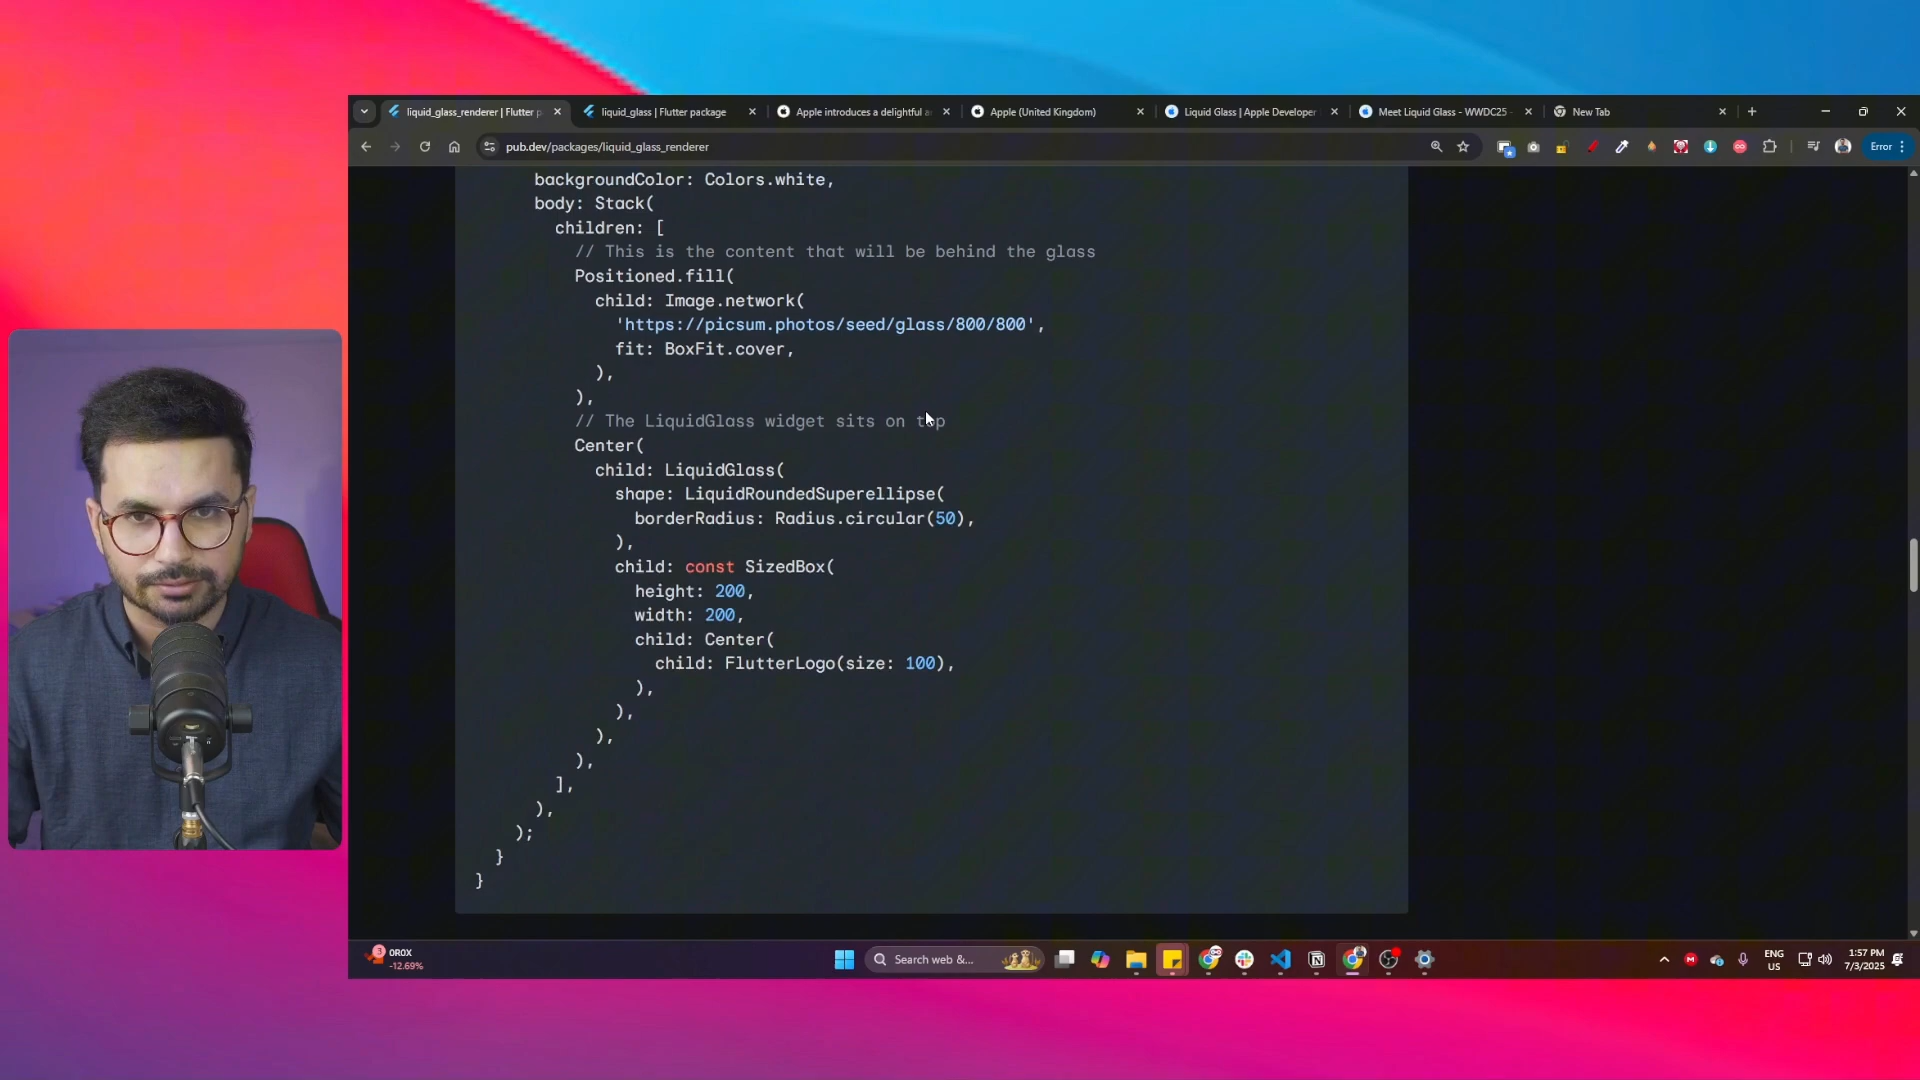 liquid_glass_renderer | Flutter p
liquid_glass | Flutter package
Apple introduces a delightful a
Apple (United Kingdom)
Liquid Glass | Apple Developer
Meet Liquid Glass - WWDC25 -
New Tab
pub.dev/packages/liquid_glass_renderer
Error
backgroundColor: Colors.white,
body: Stack(
children: [
// This is the content that will be behind the glass
Positioned.fill(
child: Image.network(
'https://picsum.photos/seed/glass/800/800',
fit: BoxFit.cover,
),
),
// The LiquidGlass widget sits on top
Center(
child: LiquidGlass(
shape: LiquidRoundedSuperellipse(
borderRadius: Radius.circular(50),
),
child: const SizedBox(
height: 200,
width: 200,
child: Center(
child: FlutterLogo(size: 100),
),
),
),
),
],
),
);
}
}
3
OROX
-12.69%
Search web &...
ENG
US
1:57 PM
7/3/2025